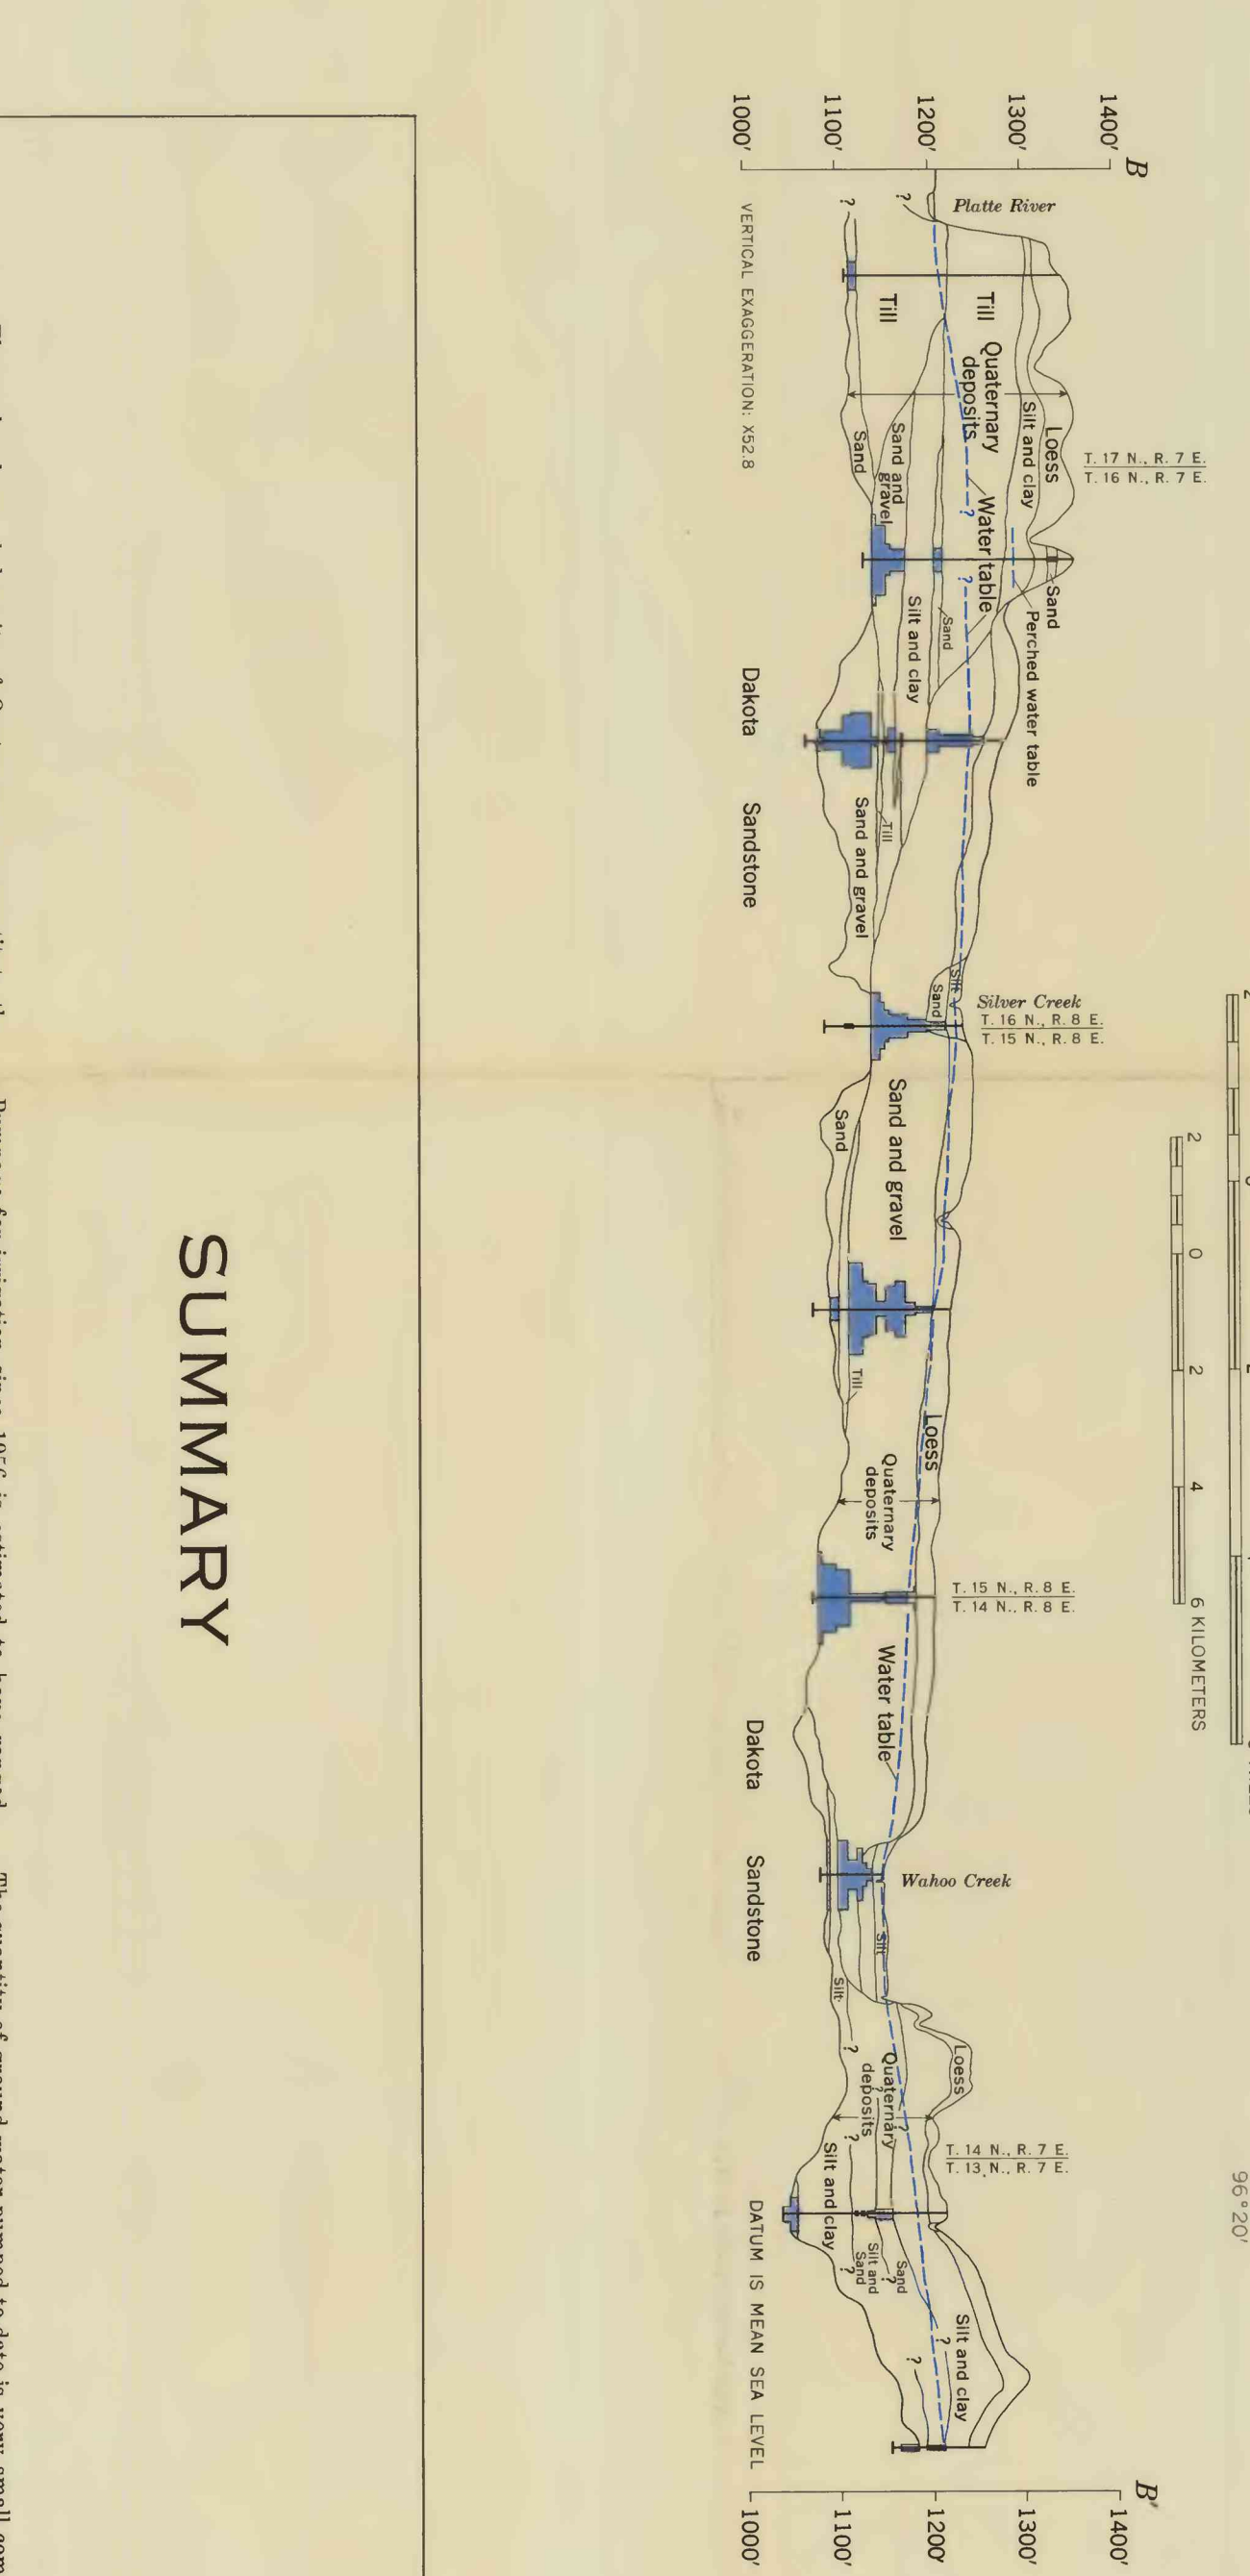 B
1400'
1300'
1200'
1100'
1000'
Platte River
?
?
VERTICAL EXAGGERATION: X52.8
Till
Till
Quaternary
deposits
Loess
Silt and clay
Sand and
gravel
Sand
T. 17 N., R. 7 E.
T. 16 N., R. 7 E.
Water table
?
?
Sand
Perched water table
Sand
Silt and clay
Till
Sand and gravel
Dakota Sandstone
Silver Creek
T. 16 N., R. 8 E.
T. 15 N., R. 8 E.
Silt
Sand
Sand and gravel
Sand
Till
Loess
Quaternary
deposits
T. 15 N., R. 8 E.
T. 14 N., R. 8 E.
Water table
Dakota Sandstone
Wahoo Creek
Silt
Silt
?
Loess
Quaternary
deposits
?
?
?
T. 14 N., R. 7 E.
T. 13 N., R. 7 E.
Silt and clay
Sand
?
Silt and
Sand
?
Silt and clay
?
?
DATUM IS MEAN SEA LEVEL
B'
1400'
1300'
1200'
1100'
1000'
2 0 2 4 6 KILOMETERS
96°20'
SUMMARY